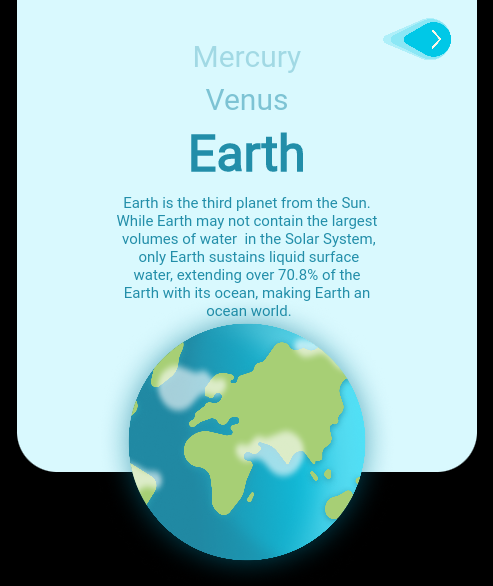 Mercury
Venus
Earth
Earth is the third planet from the Sun.
While Earth may not contain the largest
volumes of water  in the Solar System,
only Earth sustains liquid surface
water, extending over 70.8% of the
Earth with its ocean, making Earth an
ocean world.